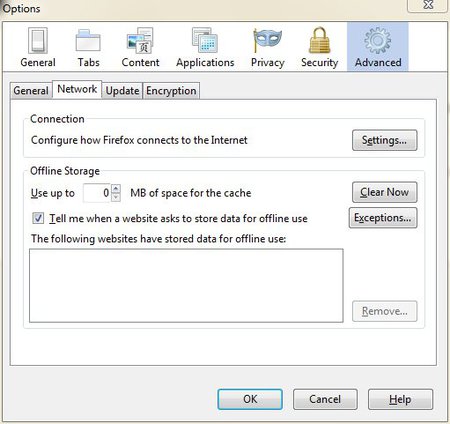 Options
General Tabs Content Applications Privacy Security Advanced
General Network Update Encryption
Connection
Configure how Firefox connects to the Internet Settings...
Offline Storage
Use up to 0 MB of space for the cache Clear Now
Tell me when a website asks to store data for offline use Exceptions...
The following websites have stored data for offline use:
Remove...
OK Cancel Help